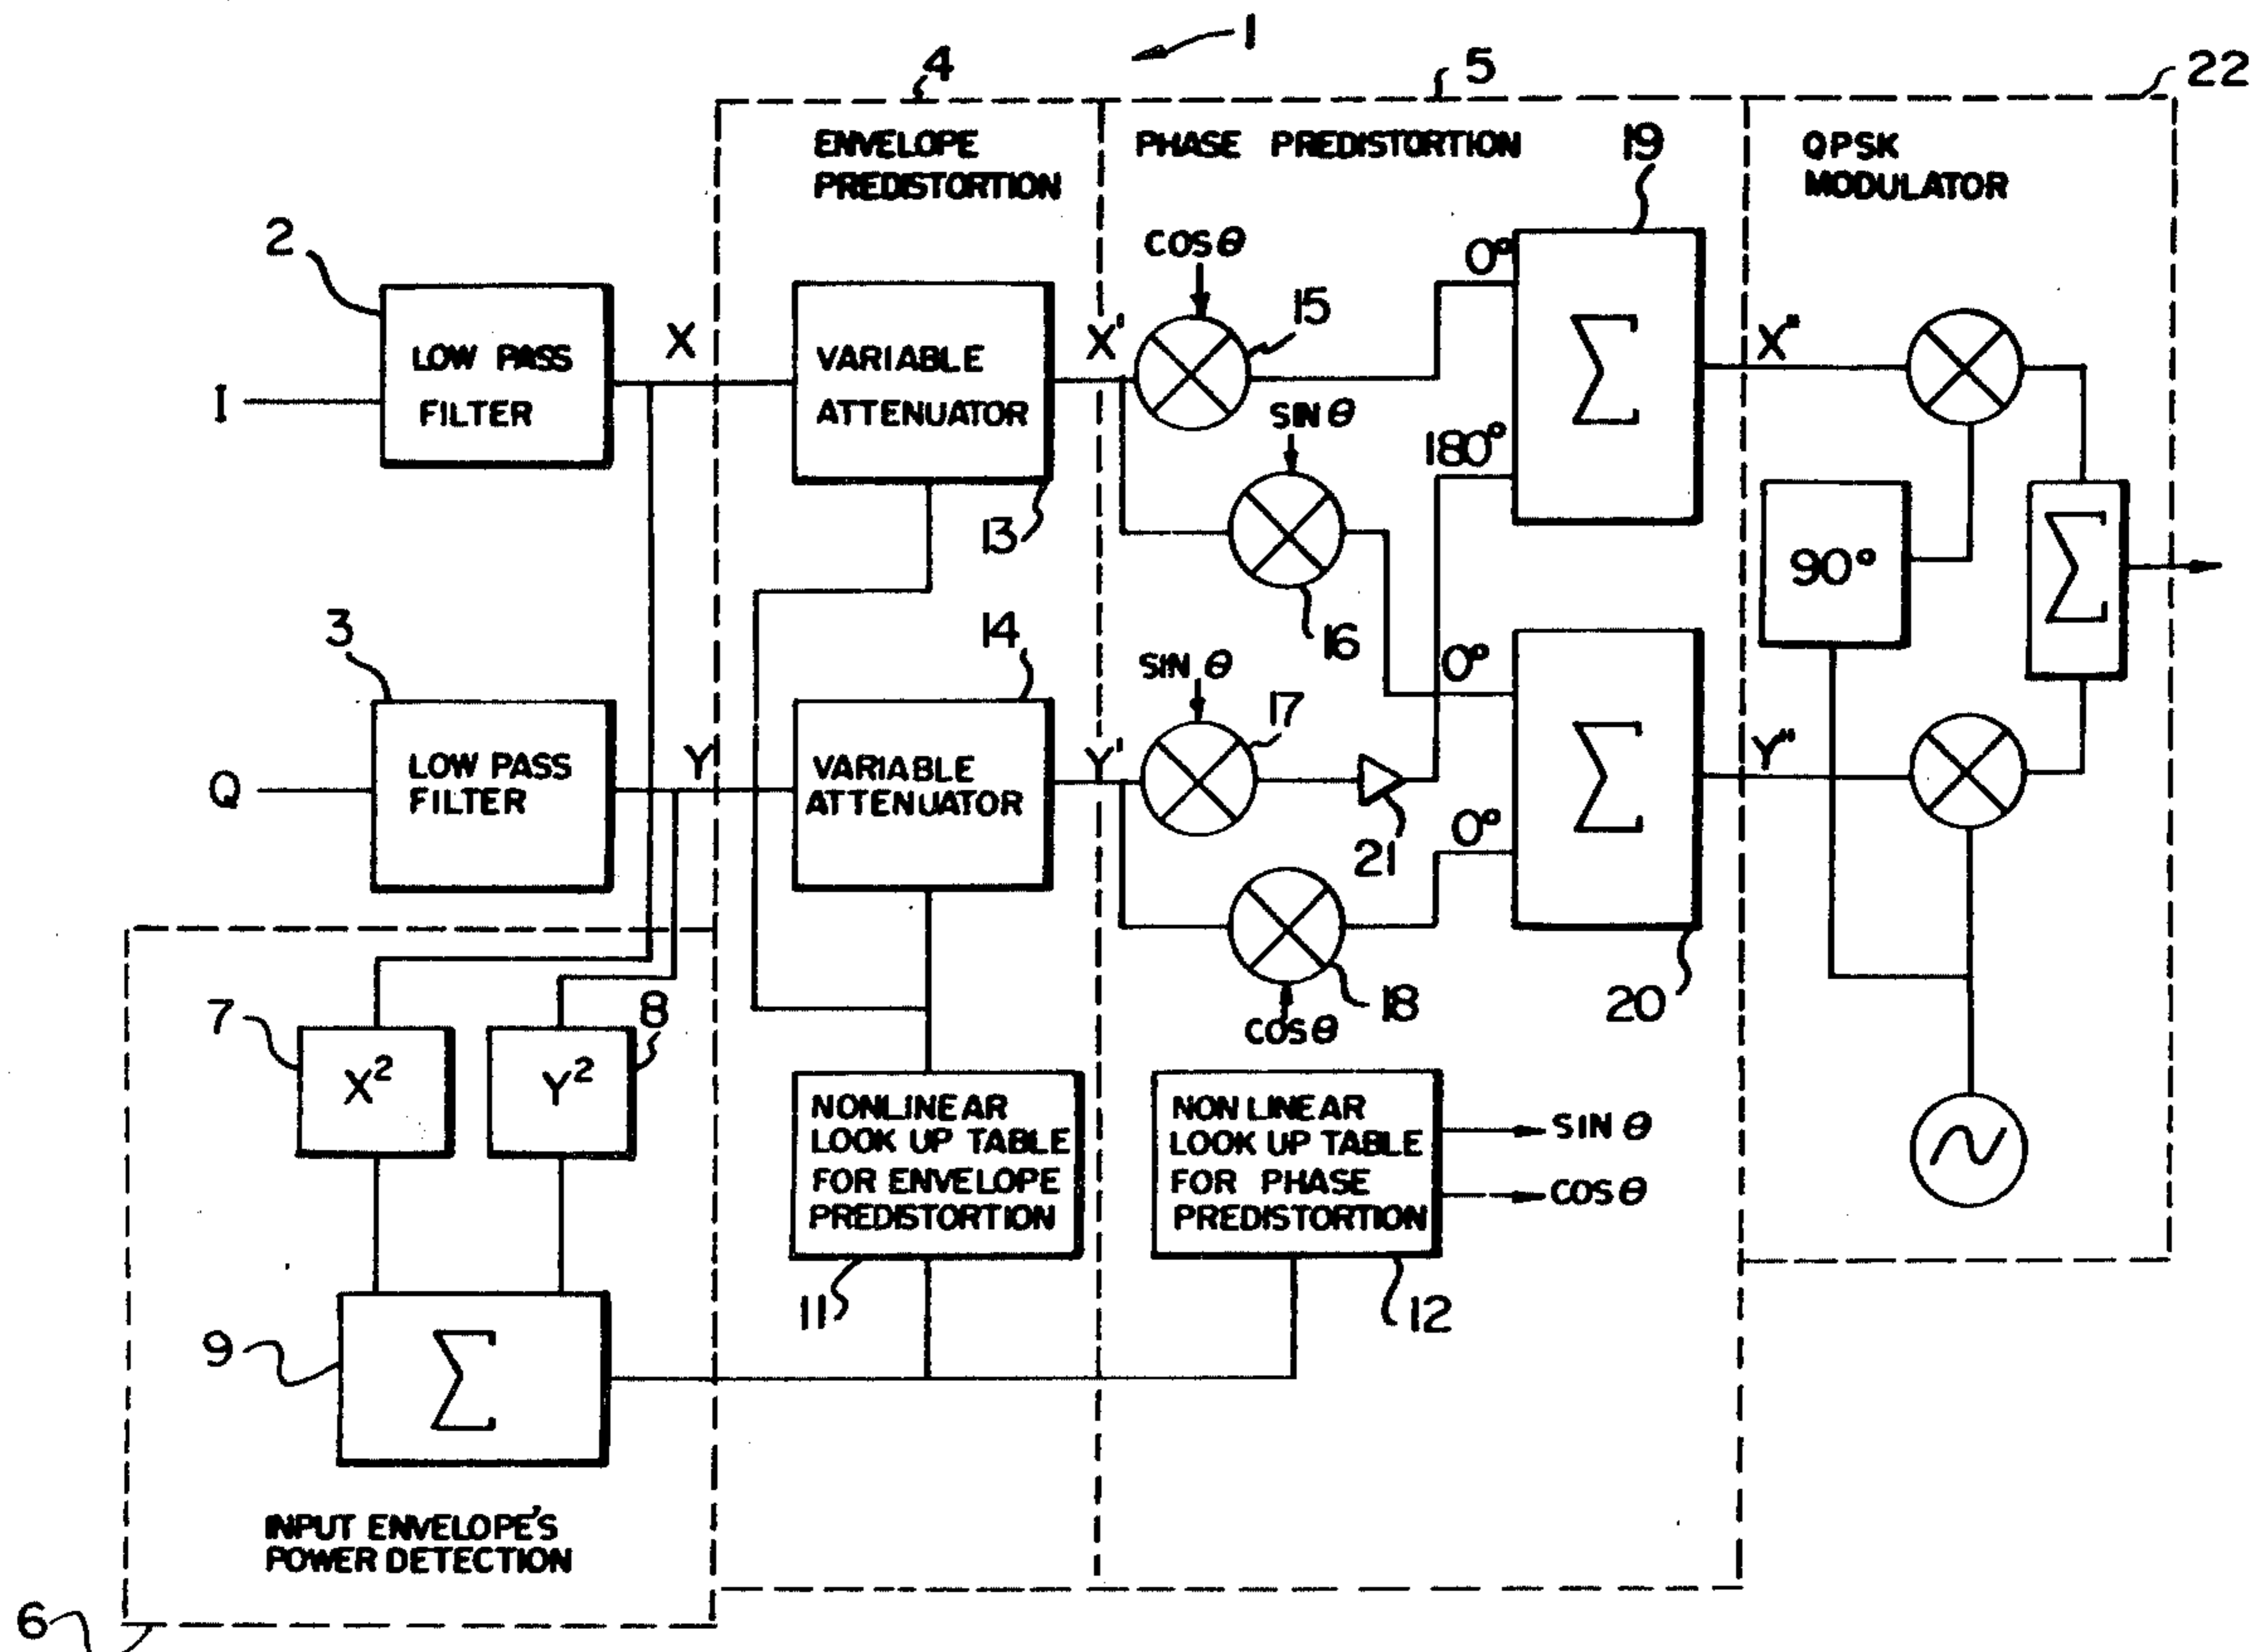 1
4
5
22
ENVELOPE
PREDISTORTION
PHASE PREDISTORTION
19
QPSK
MODULATOR
2
COS θ
0°
15
X
LOW PASS
FILTER
VARIABLE
ATTENUATOR
X'
Σ
X"
I
SIN θ
180°
13
16
90°
Σ
3
14
SIN θ
0°
17
Y
LOW PASS
FILTER
VARIABLE
ATTENUATOR
Y'
Σ
Y"
Q
0°
21
18
20
COS θ
7
8
X²
Y²
NONLINEAR
LOOK UP TABLE
FOR ENVELOPE
PREDISTORTION
NON LINEAR
LOOK UP TABLE
FOR PHASE
PREDISTORTION
SIN θ
COS θ
11
12
9
Σ
INPUT ENVELOPE'S
POWER DETECTION
6